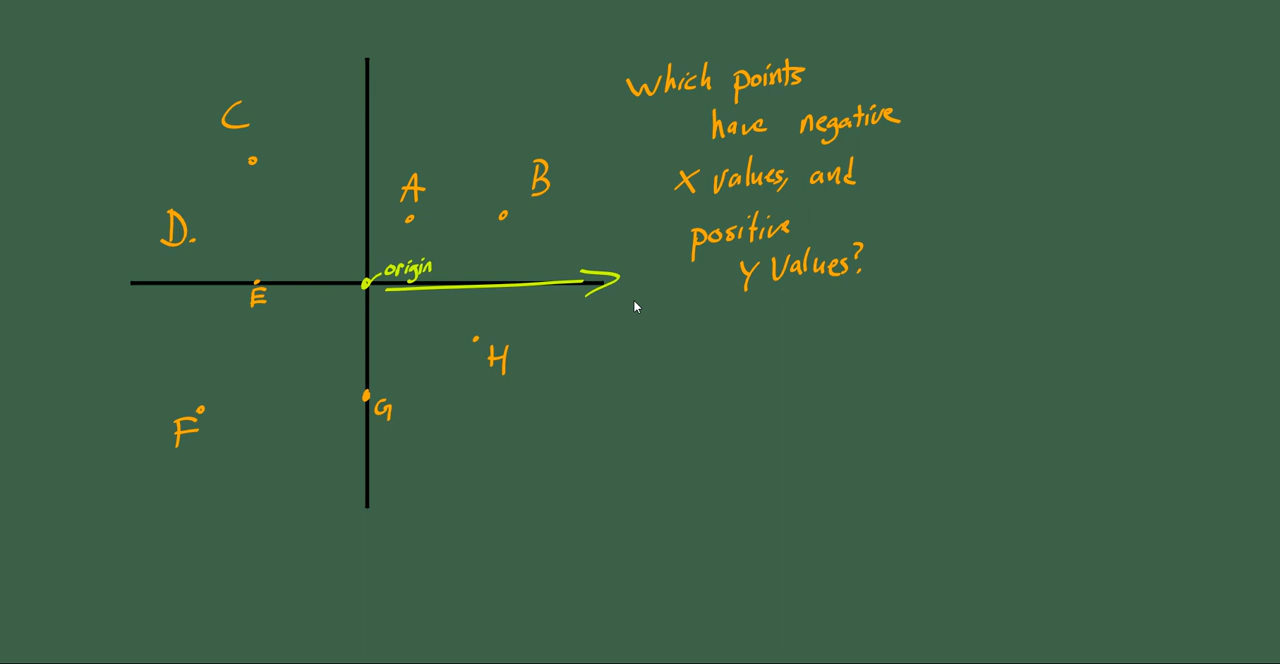 Which points
have negative
X values, and
positive
Y Values?
C
A
B
D.
origin
E
H
G
F